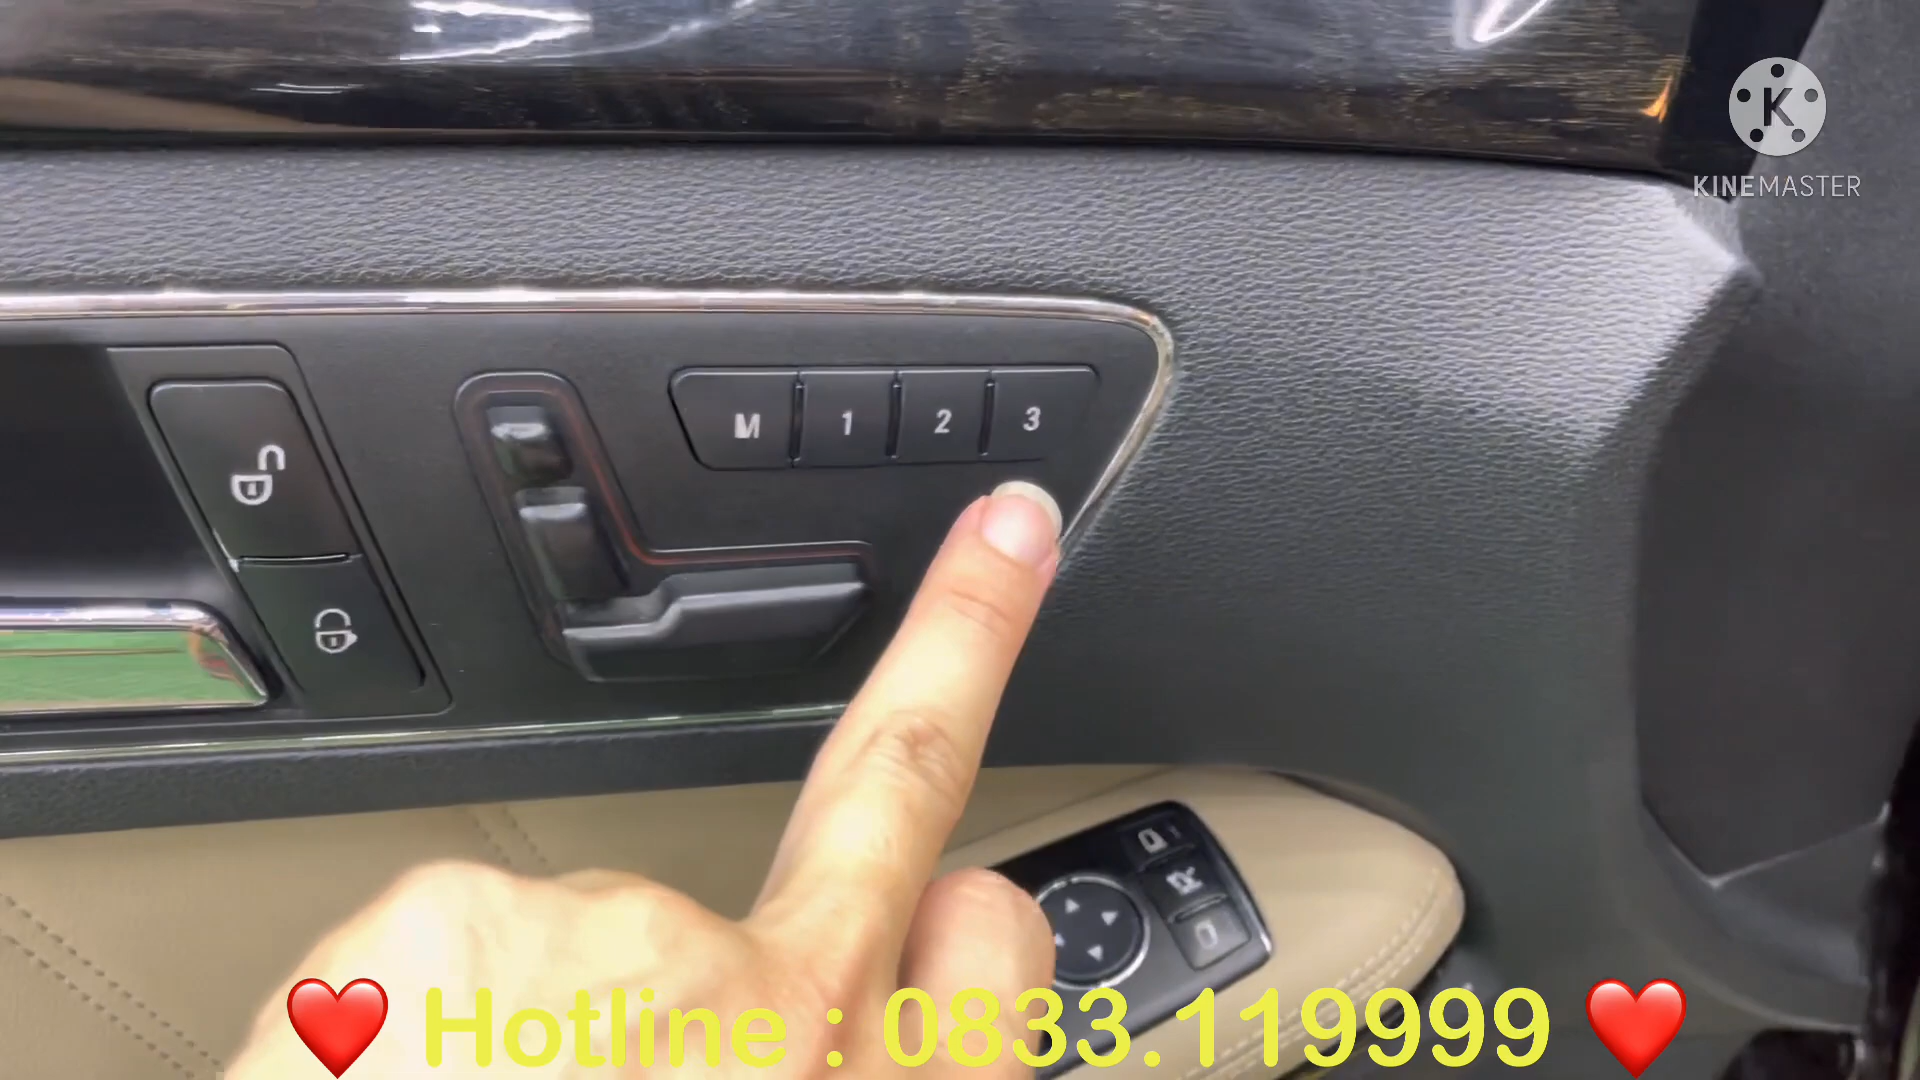 K
KINEMASTER
M 1 2 3
❤️ Hotline : 0833.119999 ❤️